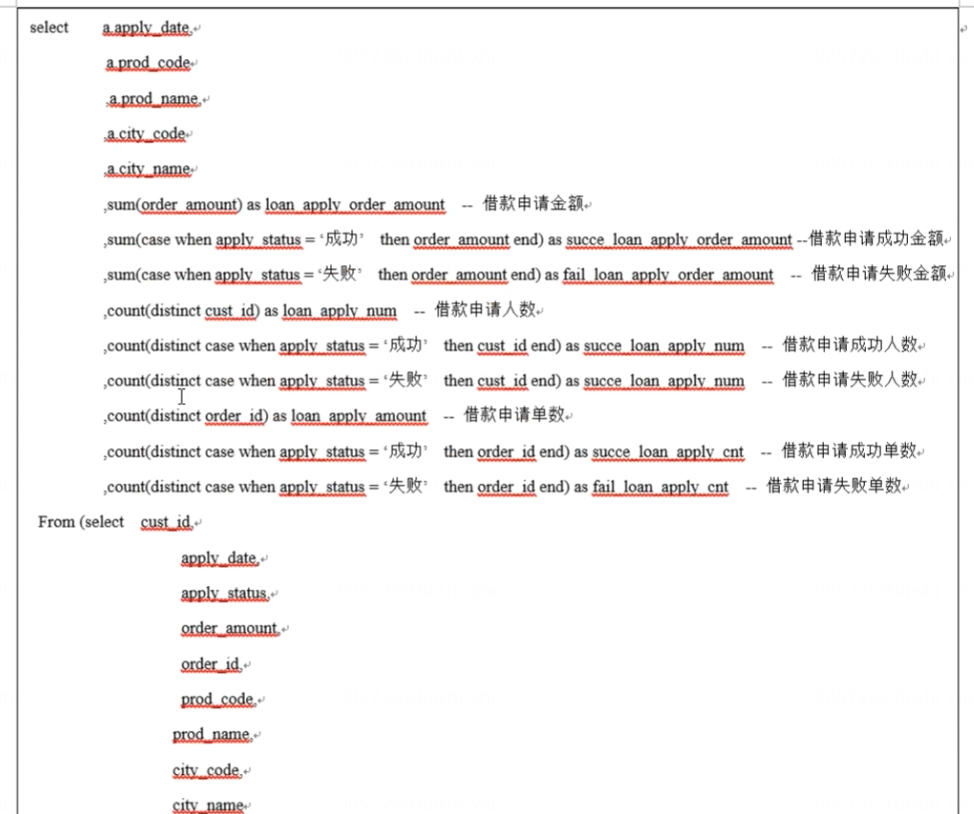 select a.apply_date,
a.prod_code
,a.prod_name,
,a.city_code
,a.city_name
,sum(order_amount) as loan_apply_order_amount -- 借款申请金额
,sum(case when apply_status = ‘成功’ then order_amount end) as succe_loan_apply_order_amount --借款申请成功金额
,sum(case when apply_status = ‘失败’ then order_amount end) as fail_loan_apply_order_amount -- 借款申请失败金额
,count(distinct cust_id) as loan_apply_num -- 借款申请人数
,count(distinct case when apply_status = ‘成功’ then cust_id end) as succe_loan_apply_num -- 借款申请成功人数
,count(distinct case when apply_status = ‘失败’ then cust_id end) as succe_loan_apply_num -- 借款申请失败人数
,count(distinct order_id) as loan_apply_amount -- 借款申请单数
,count(distinct case when apply_status = ‘成功’ then order_id end) as succe_loan_apply_cnt -- 借款申请成功单数
,count(distinct case when apply_status = ‘失败’ then order_id end) as fail_loan_apply_cnt -- 借款申请失败单数
From (select cust_id,
apply_date,
apply_status,
order_amount,
order_id,
prod_code,
prod_name,
city_code,
city_name